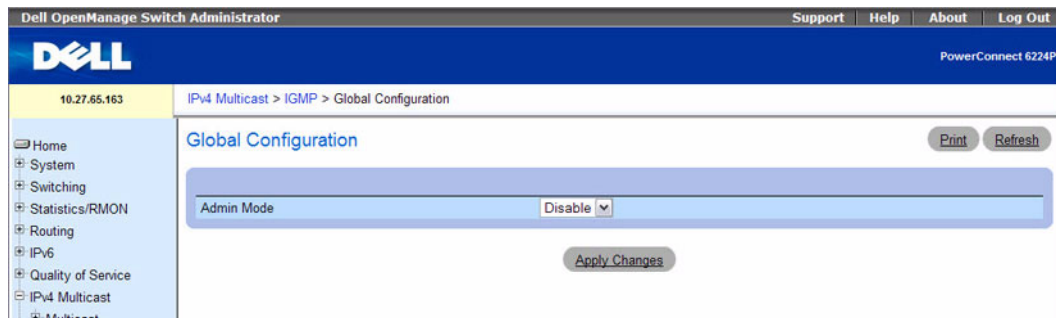 Dell OpenManage Switch Administrator Support Help About Log Out
DELL
PowerConnect 6224P
10.27.65.163
IPv4 Multicast > IGMP > Global Configuration
Home
System
Switching
Statistics/RMON
Routing
IPv6
Quality of Service
IPv4 Multicast
Multicast
Global Configuration
Print Refresh
Admin Mode Disable
Apply Changes